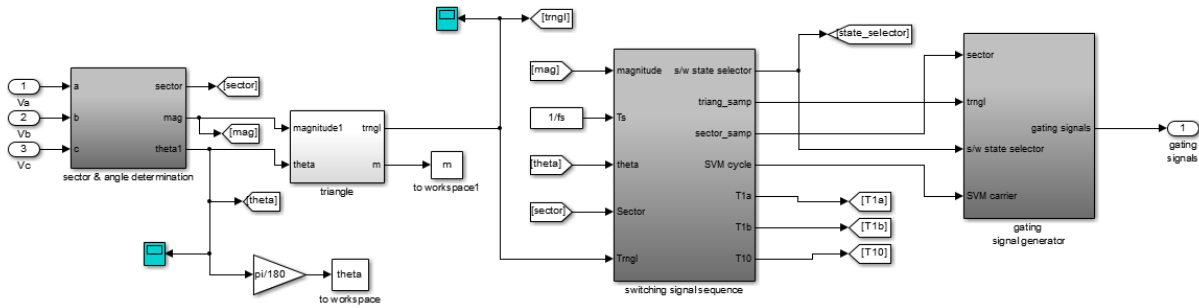 1
Va
2
Vb
3
Vc
a
b
c
sector
mag
theta1
sector & angle determination
[sector]
[mag]
[theta]
pi/180
theta
to workspace
magnitude1
theta
trngl
m
triangle
m
to workspace1
[trngl]
[mag]
1/fs
[theta]
[sector]
magnitude
Ts
theta
Sector
Trngl
s/w state selector
triang_samp
sector_samp
SVM cycle
T1a
T1b
T10
switching signal sequence
[state_selector]
[T1a]
[T1b]
[T10]
sector
trngl
s/w state selector
SVM carrier
gating signals
gating
signal generator
1
gating
signals